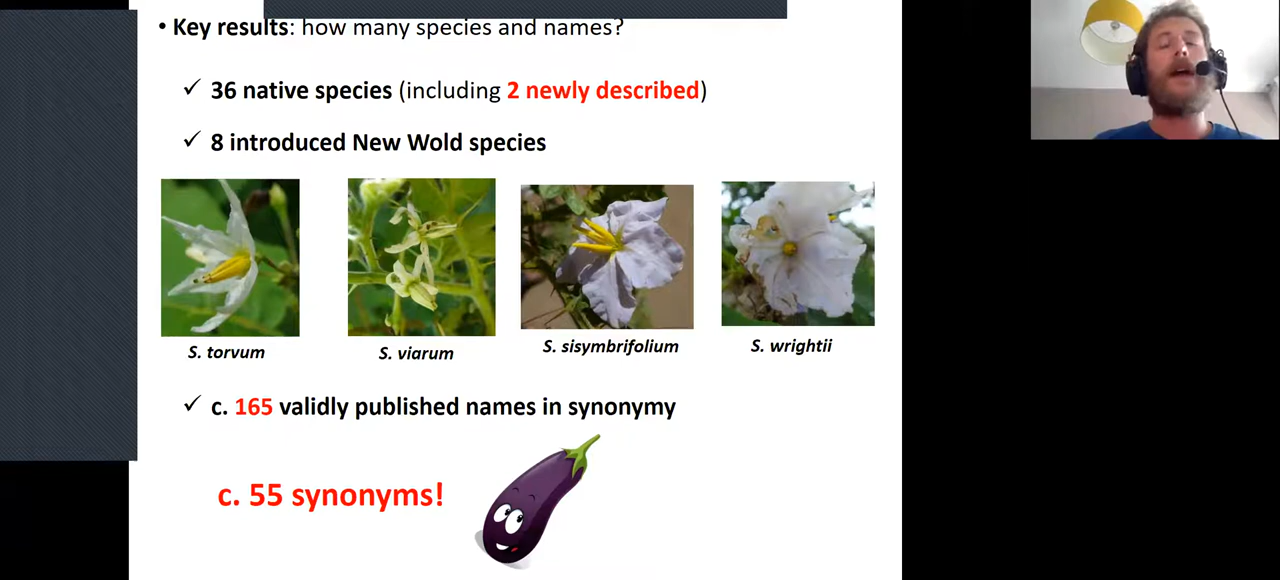 • Key results: how many species and names?
✓ 36 native species (including 2 newly described)
✓ 8 introduced New Wold species
S. torvum
S. viarum
S. sisymbrifolium
S. wrightii
✓ c. 165 validly published names in synonymy
c. 55 synonyms!